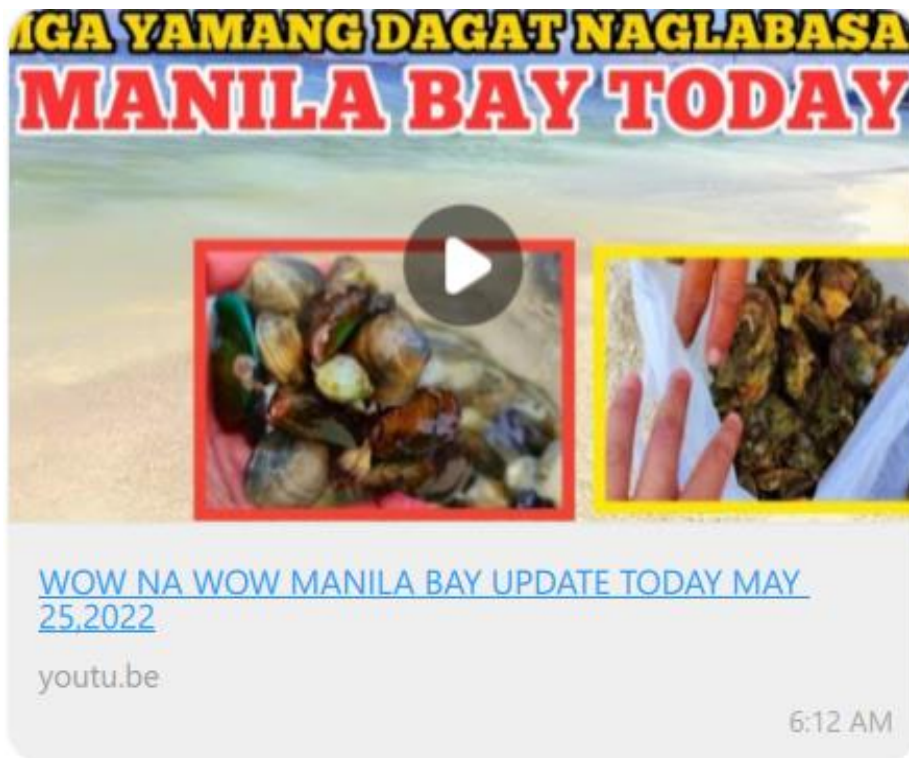 MGA YAMANG DAGAT NAGLABASA
MANILA BAY TODAY
WOW NA WOW MANILA BAY UPDATE TODAY MAY
25,2022
youtu.be
6:12 AM